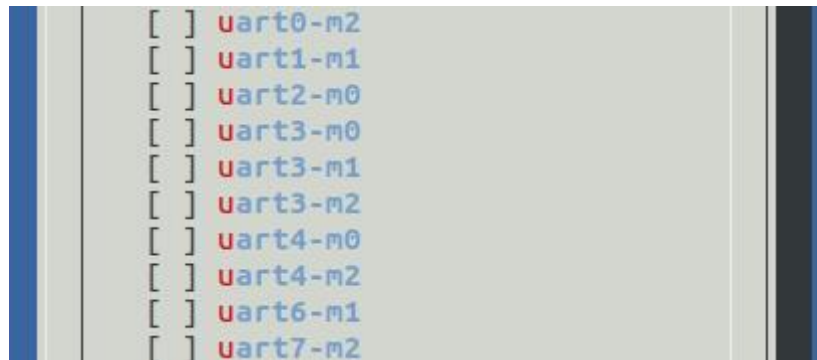 [ ] uart0-m2
[ ] uart1-m1
[ ] uart2-m0
[ ] uart3-m0
[ ] uart3-m1
[ ] uart3-m2
[ ] uart4-m0
[ ] uart4-m2
[ ] uart6-m1
[ ] uart7-m2